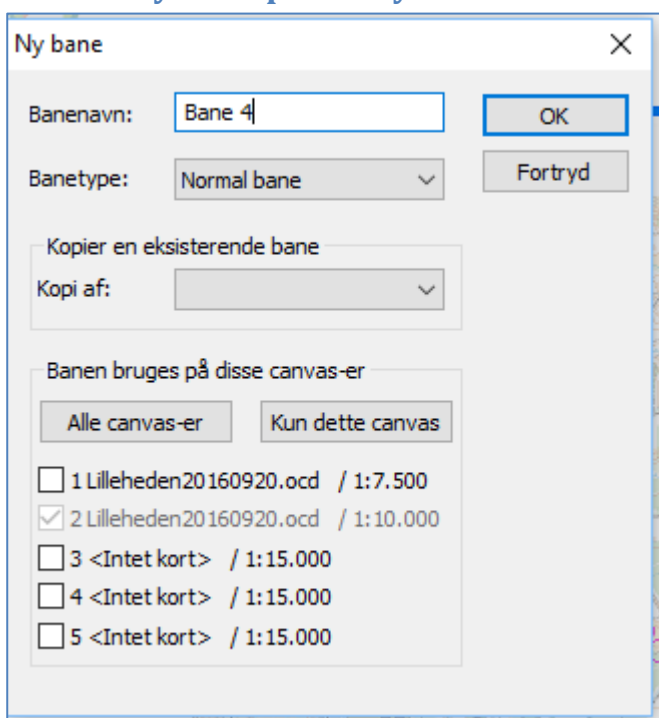 Ny bane
Banenavn: Bane 4 OK
Banetype: Normal bane Fortryd
Kopier en eksisterende bane
Kopi af:
Banen bruges på disse canvas-er
Alle canvas-er Kun dette canvas
1 Lilleheden20160920.ocd / 1:7.500
2 Lilleheden20160920.ocd / 1:10.000
3 <Intet kort> / 1:15.000
4 <Intet kort> / 1:15.000
5 <Intet kort> / 1:15.000